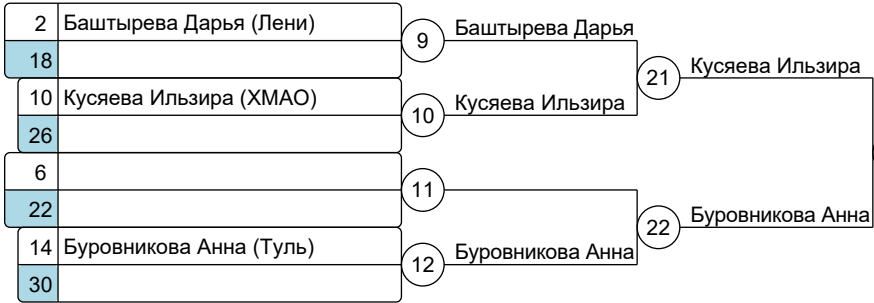 2 Баштырева Дарья (Лени)
18
9 Баштырева Дарья
10 Кусяева Ильзира (ХМАО)
26
10 Кусяева Ильзира
21 Кусяева Ильзира
6
22
11
14 Буровникова Анна (Туль)
30
12 Буровникова Анна
22 Буровникова Анна